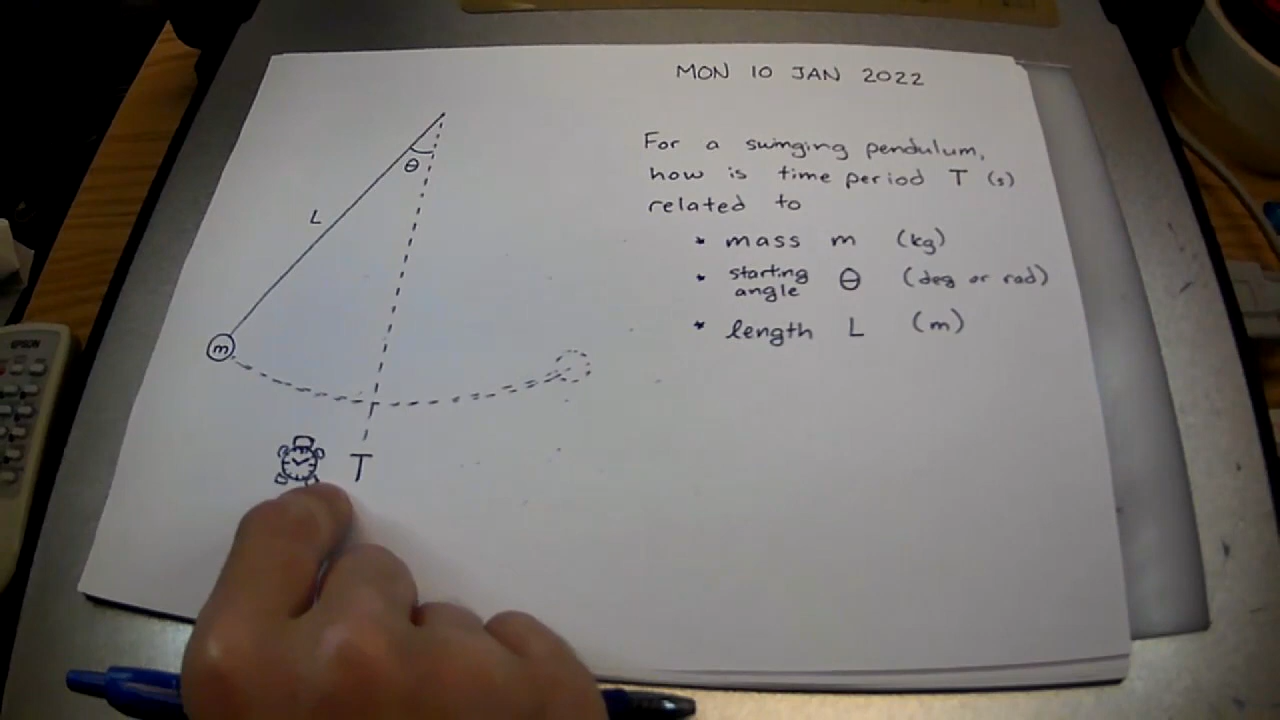 MON 10 JAN 2022
For a swinging pendulum,
how is time period T (s)
related to
* mass m (kg)
* starting angle θ (deg or rad)
* length L (m)
θ
L
m
T
EPSON